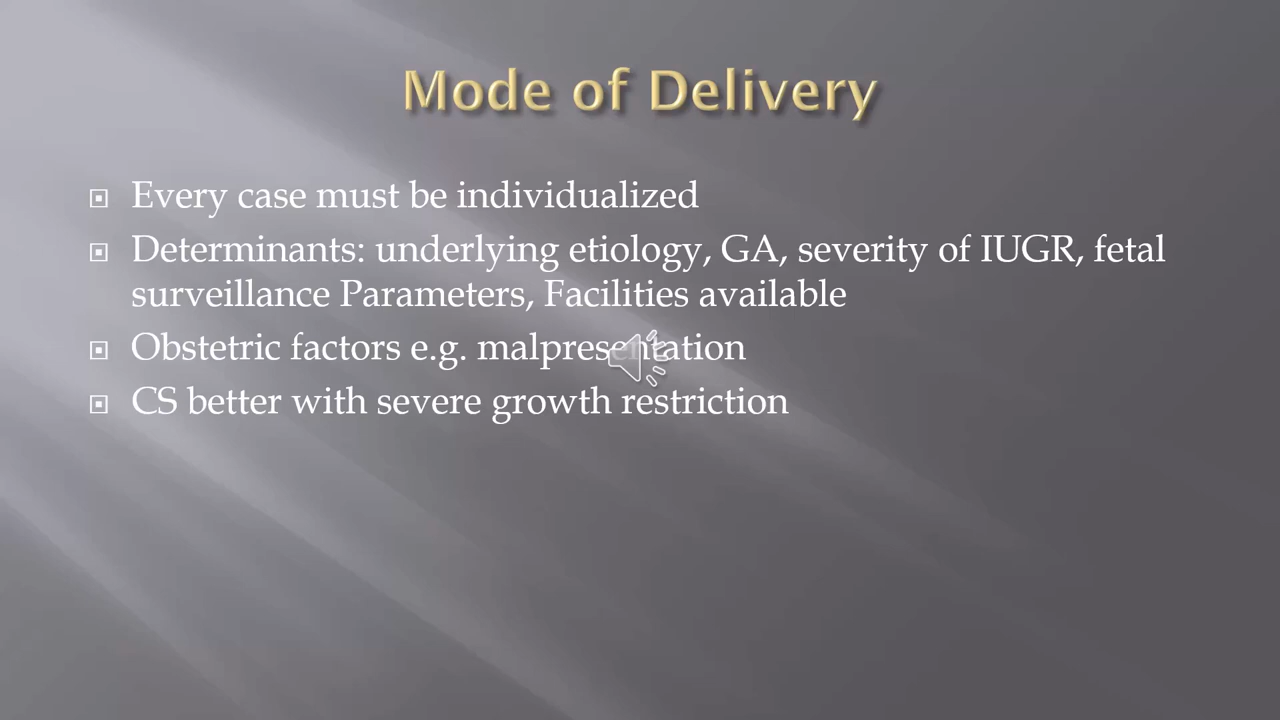 Mode of Delivery
Every case must be individualized
Determinants: underlying etiology, GA, severity of IUGR, fetal
surveillance Parameters, Facilities available
Obstetric factors e.g. malpresentation
CS better with severe growth restriction